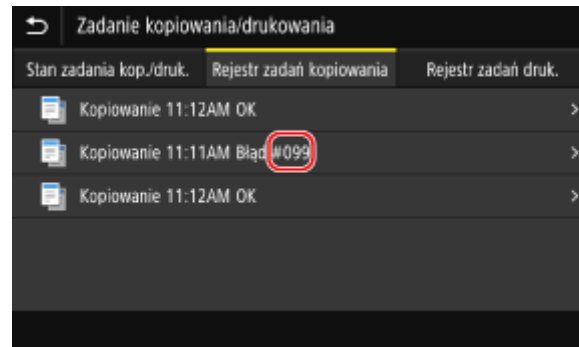 Zadanie kopiowania/drukowania
Stan zadania kop./druk. Rejestr zadań kopiowania Rejestr zadań druk.
Kopiowanie 11:12AM OK
Kopiowanie 11:11AM Błąd #099
Kopiowanie 11:12AM OK